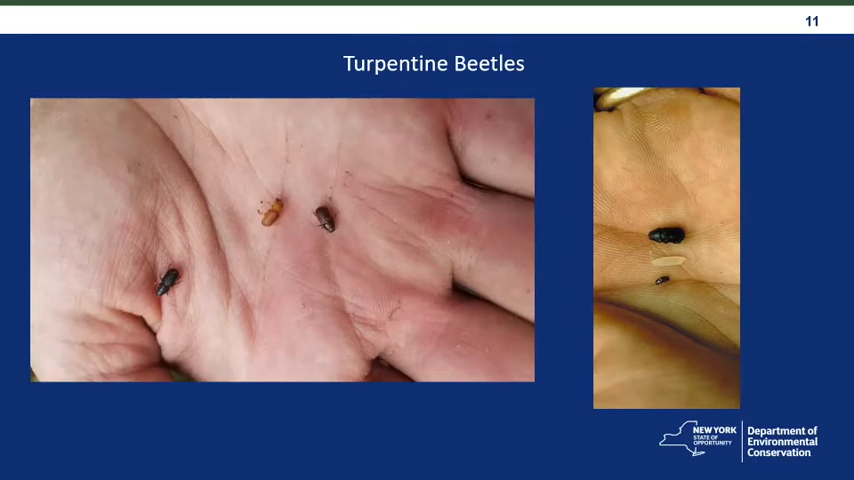 11
Turpentine Beetles
NEW YORK
STATE OF
OPPORTUNITY
Department of
Environmental
Conservation